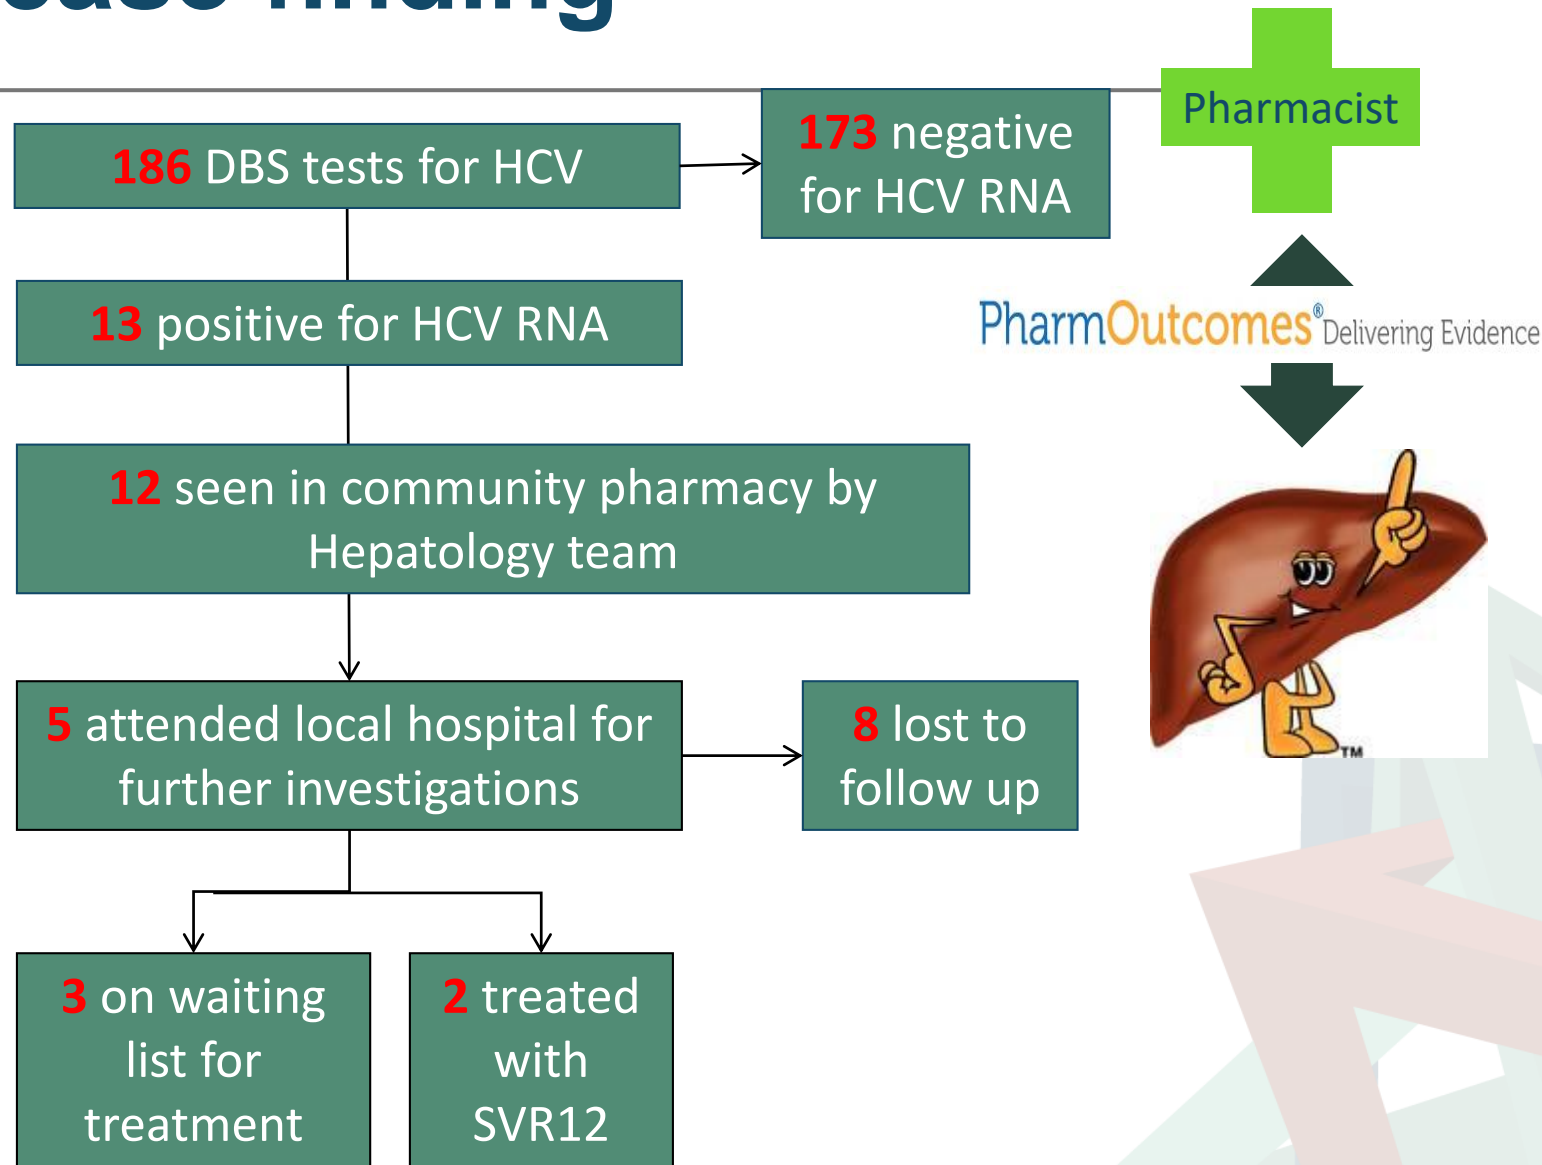 case finding
186 DBS tests for HCV
173 negative
for HCV RNA
Pharmacist
13 positive for HCV RNA
PharmOutcomes® Delivering Evidence
12 seen in community pharmacy by
Hepatology team
5 attended local hospital for
further investigations
8 lost to
follow up
TM
3 on waiting
list for
treatment
2 treated
with
SVR12